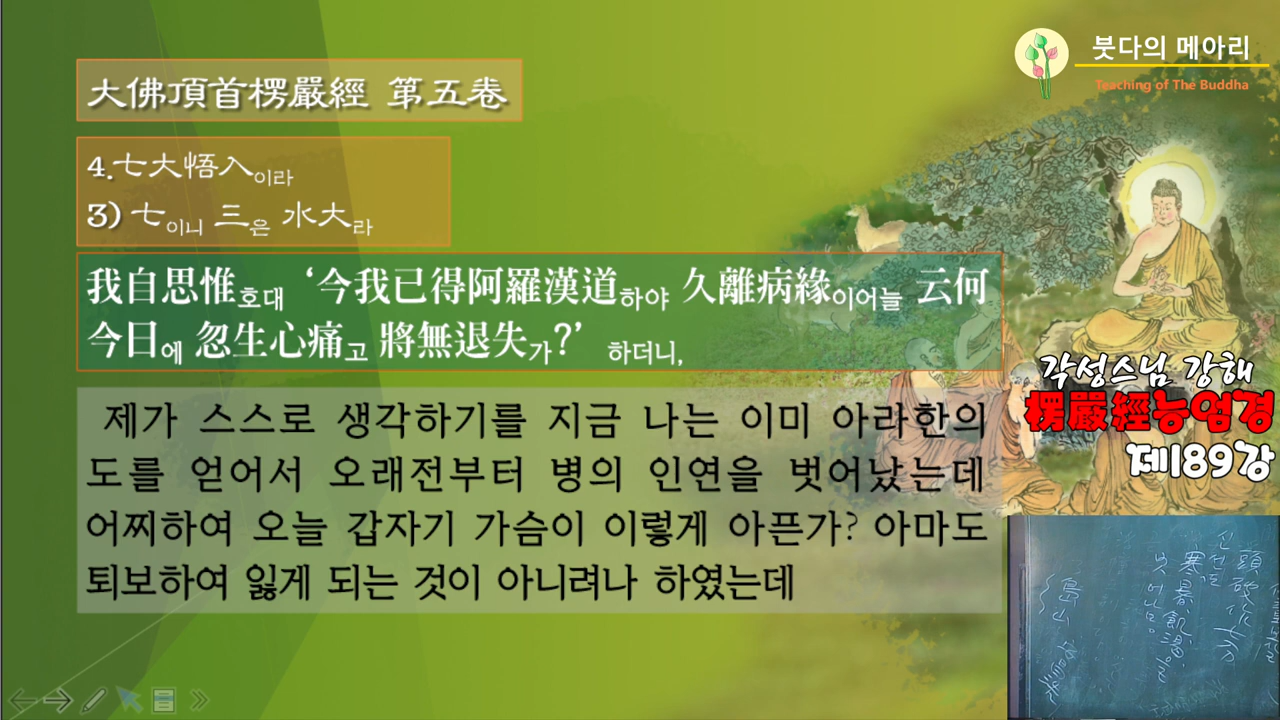 大佛頂首楞嚴經 第五卷
4.七大悟入이라
3) 七이니 三은 水大라
我自思惟호대 ‘今我已得阿羅漢道하야 久離病緣이어늘 云何
今日에 忽生心痛고 將無退失가?’ 하더니,
제가 스스로 생각하기를 지금 나는 이미 아라한의
도를 얻어서 오래전부터 병의 인연을 벗어났는데
어찌하여 오늘 갑자기 가슴이 이렇게 아픈가? 아마도
퇴보하여 잃게 되는 것이 아니려나 하였는데
붓다의 메아리
Teaching of The Buddha
각성스님 강해
楞嚴經능엄경
제189강